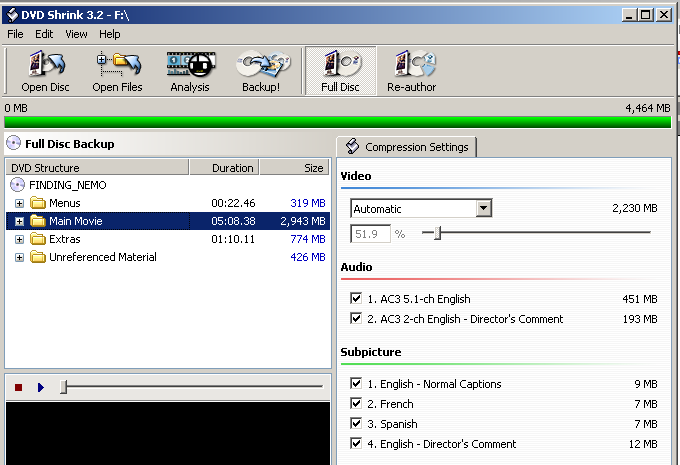 DVD Shrink 3.2 - F:\
File Edit View Help
Open Disc Open Files Analysis Backup! Full Disc Re-author
0 MB 4,464 MB
Full Disc Backup
DVD Structure Duration Size
FINDING_NEMO
Menus 00:22.46 319 MB
Main Movie 05:08.38 2,943 MB
Extras 01:10.11 774 MB
Unreferenced Material 426 MB
Compression Settings
Video
Automatic 2,230 MB
51.9 %
Audio
1. AC3 5.1-ch English 451 MB
2. AC3 2-ch English - Director's Comment 193 MB
Subpicture
1. English - Normal Captions 9 MB
2. French 7 MB
3. Spanish 7 MB
4. English - Director's Comment 12 MB